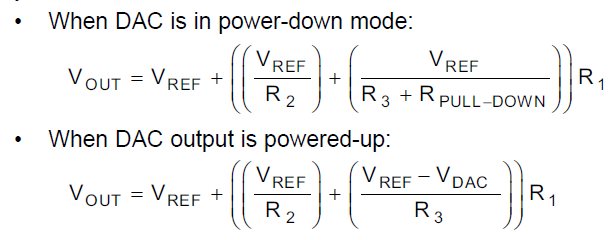 • When DAC is in power-down mode:
V_OUT = V_REF + ((V_REF / R_2) + (V_REF / (R_3 + R_PULL–DOWN))) R_1
• When DAC output is powered-up:
V_OUT = V_REF + ((V_REF / R_2) + ((V_REF – V_DAC) / R_3)) R_1